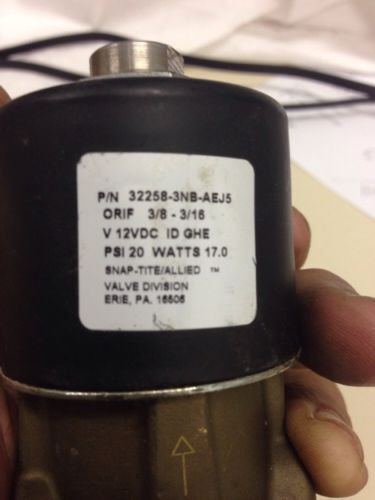 P/N 32258-3NB-AEJ5
ORIF 3/8 - 3/16
V 12VDC ID GHE
PSI 20 WATTS 17.0
SNAP-TITE/ALLIED ™
VALVE DIVISION
ERIE, PA. 16506